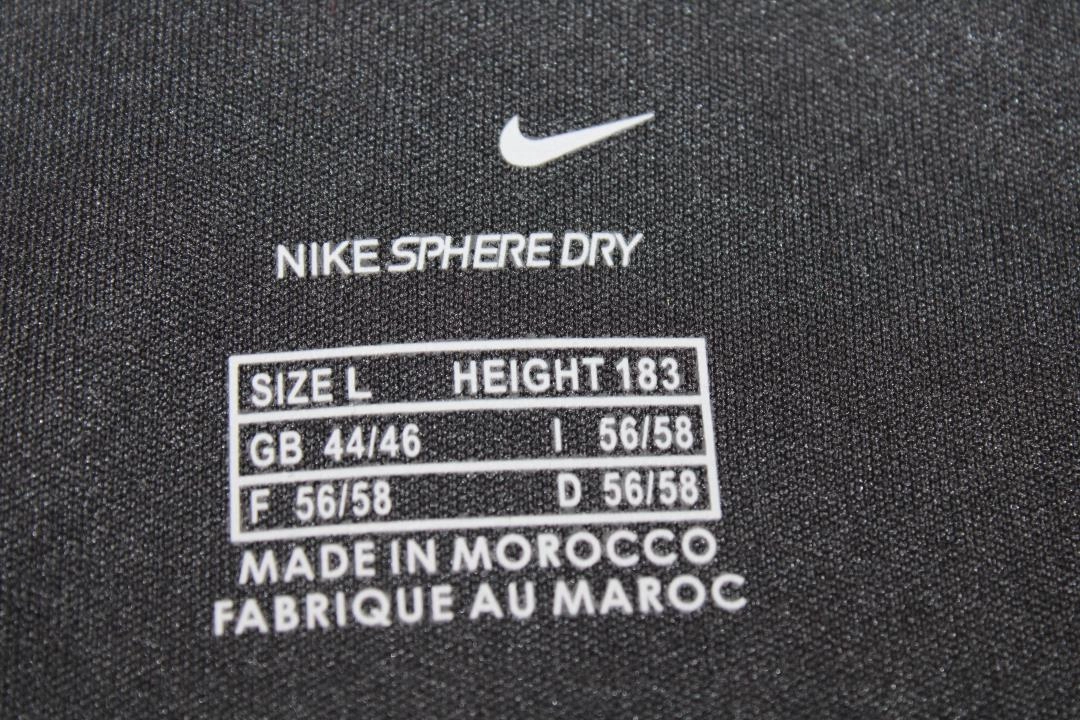 NIKE SPHERE DRY
SIZE L HEIGHT 183
GB 44/46 I 56/58
F 56/58 D 56/58
MADE IN MOROCCO
FABRIQUE AU MAROC